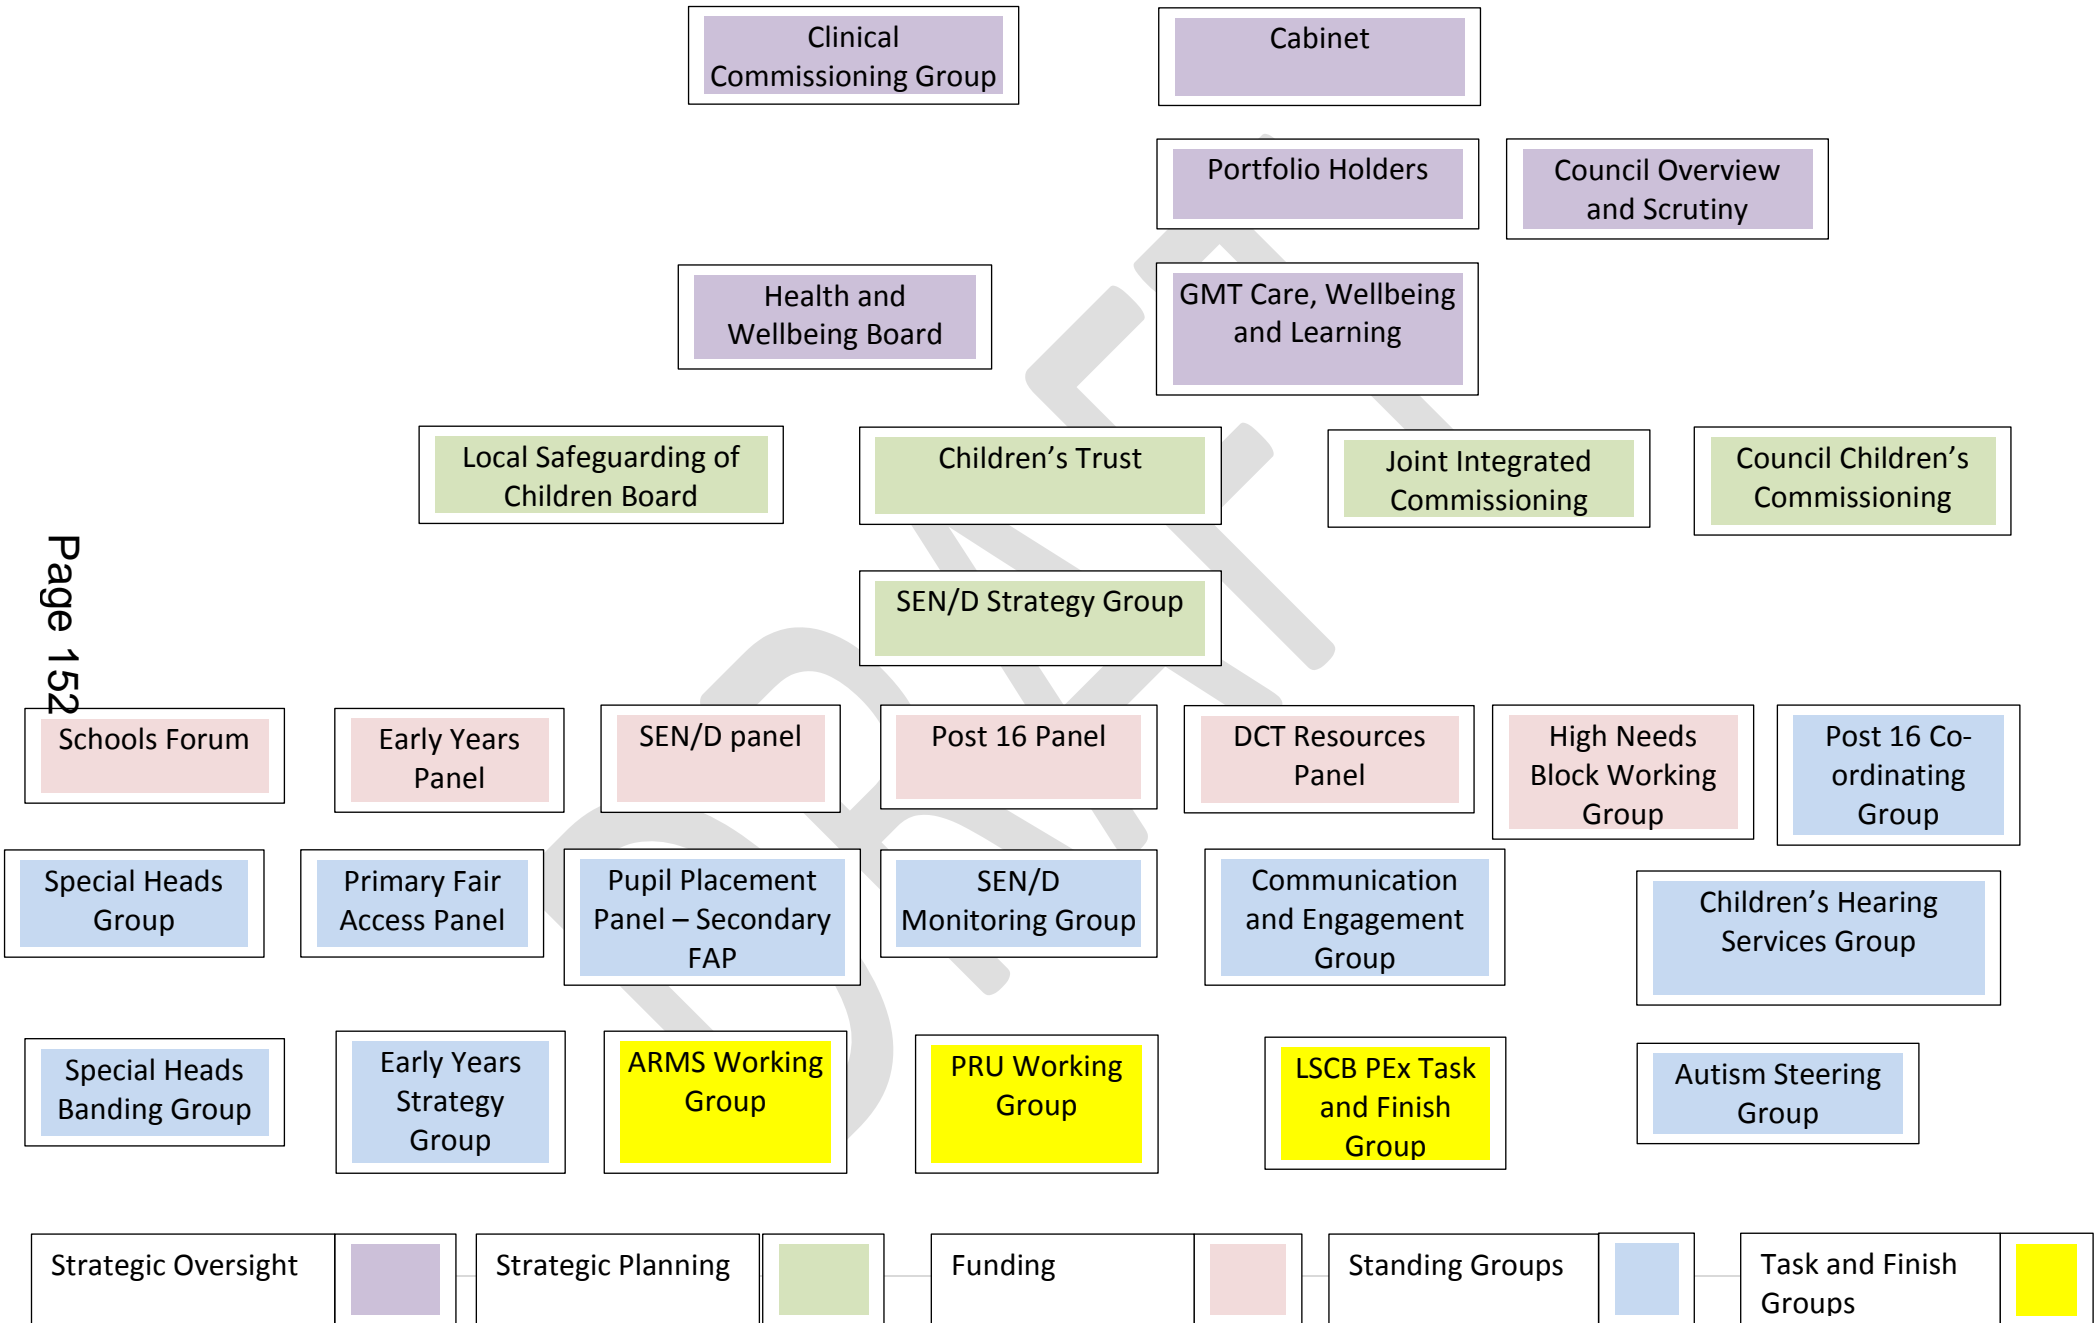 Clinical
Commissioning Group
Cabinet
Portfolio Holders
Council Overview
and Scrutiny
Health and
Wellbeing Board
GMT Care, Wellbeing
and Learning
Local Safeguarding of
Children Board
Children’s Trust
Joint Integrated
Commissioning
Council Children’s
Commissioning
SEN/D Strategy Group
Page 152
Schools Forum
Early Years
Panel
SEN/D panel
Post 16 Panel
DCT Resources
Panel
High Needs
Block Working
Group
Post 16 Co-
ordinating
Group
Special Heads
Group
Primary Fair
Access Panel
Pupil Placement
Panel – Secondary
FAP
SEN/D
Monitoring Group
Communication
and Engagement
Group
Children’s Hearing
Services Group
Special Heads
Banding Group
Early Years
Strategy
Group
ARMS Working
Group
PRU Working
Group
LSCB PEx Task
and Finish
Group
Autism Steering
Group
Strategic Oversight
Strategic Planning
Funding
Standing Groups
Task and Finish
Groups
DRAFT